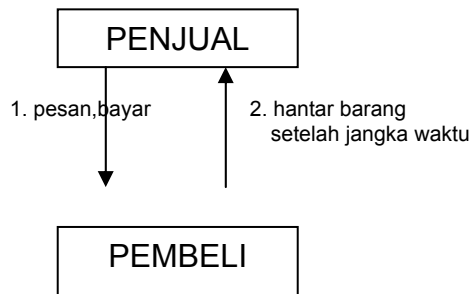 PENJUAL
1. pesan,bayar
2. hantar barang
setelah jangka waktu
PEMBELI